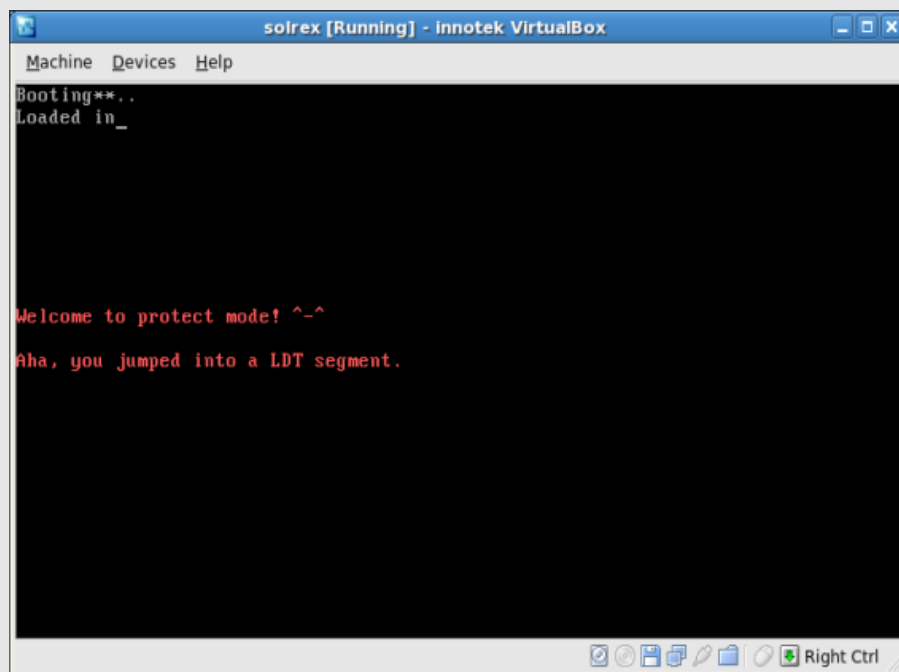 solrex [Running] - innotek VirtualBox
Machine Devices Help
Booting**..
Loaded in_
Welcome to protect mode! ^-^
Aha, you jumped into a LDT segment.
Right Ctrl